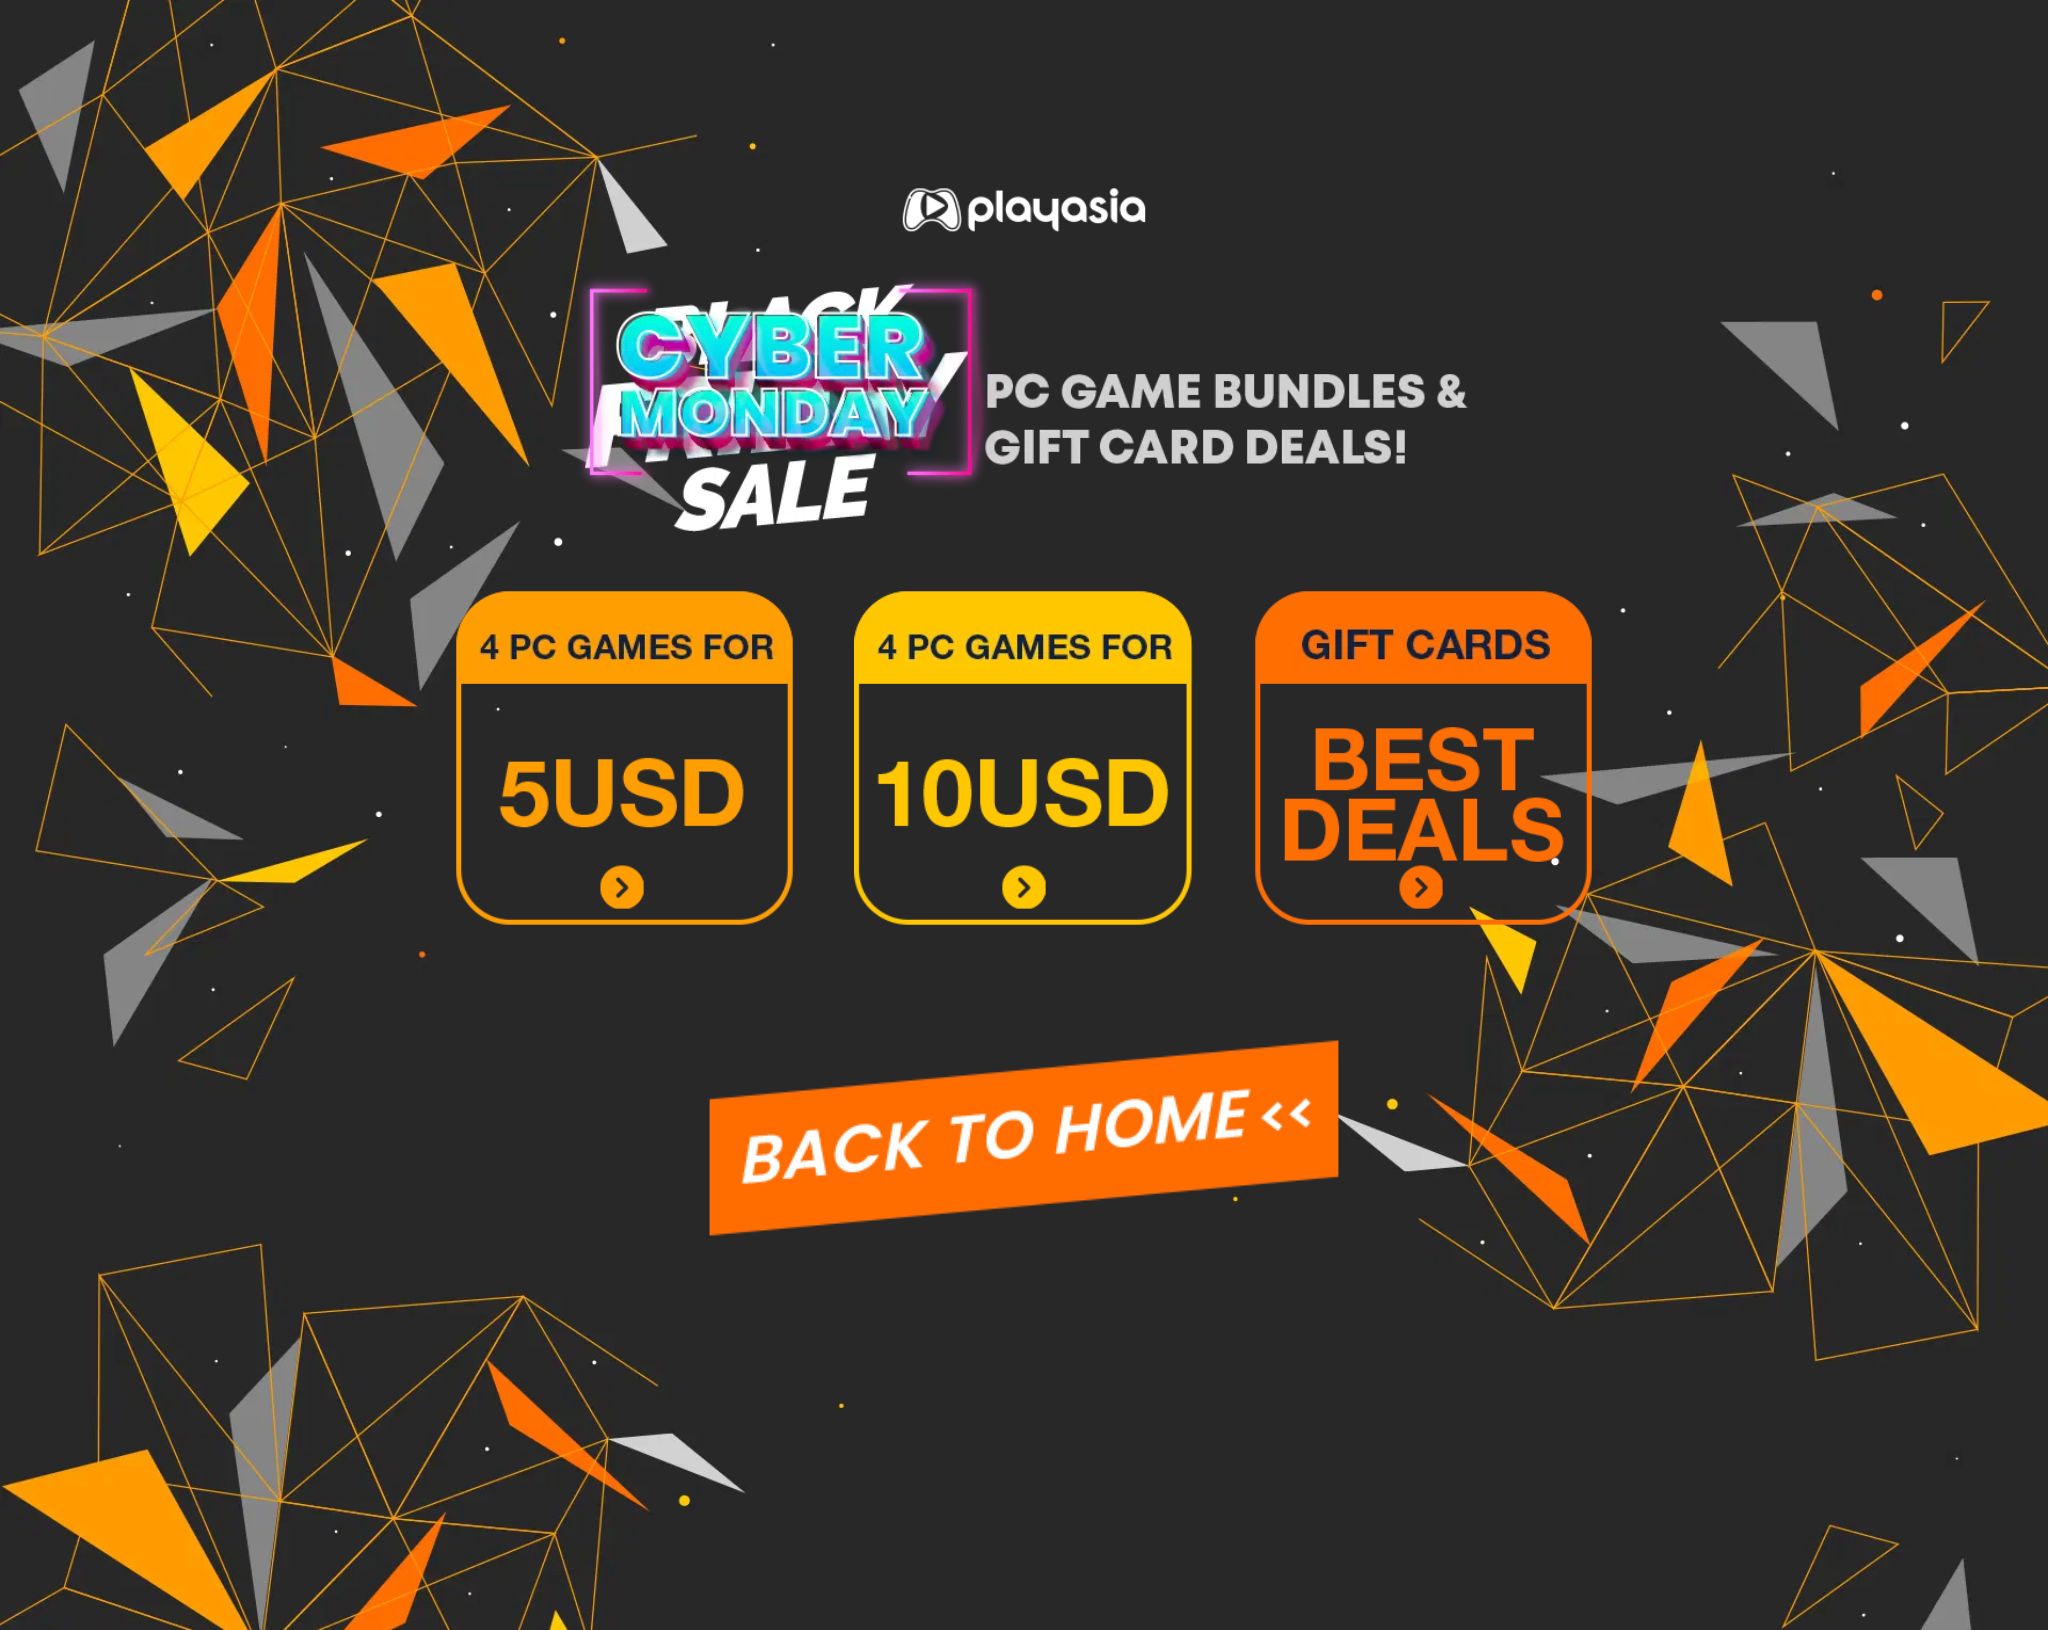 playasia
BLACK
CYBER
MONDAY
SALE
PC GAME BUNDLES &
GIFT CARD DEALS!
4 PC GAMES FOR
5USD
4 PC GAMES FOR
10USD
GIFT CARDS
BEST
DEALS
BACK TO HOME <<